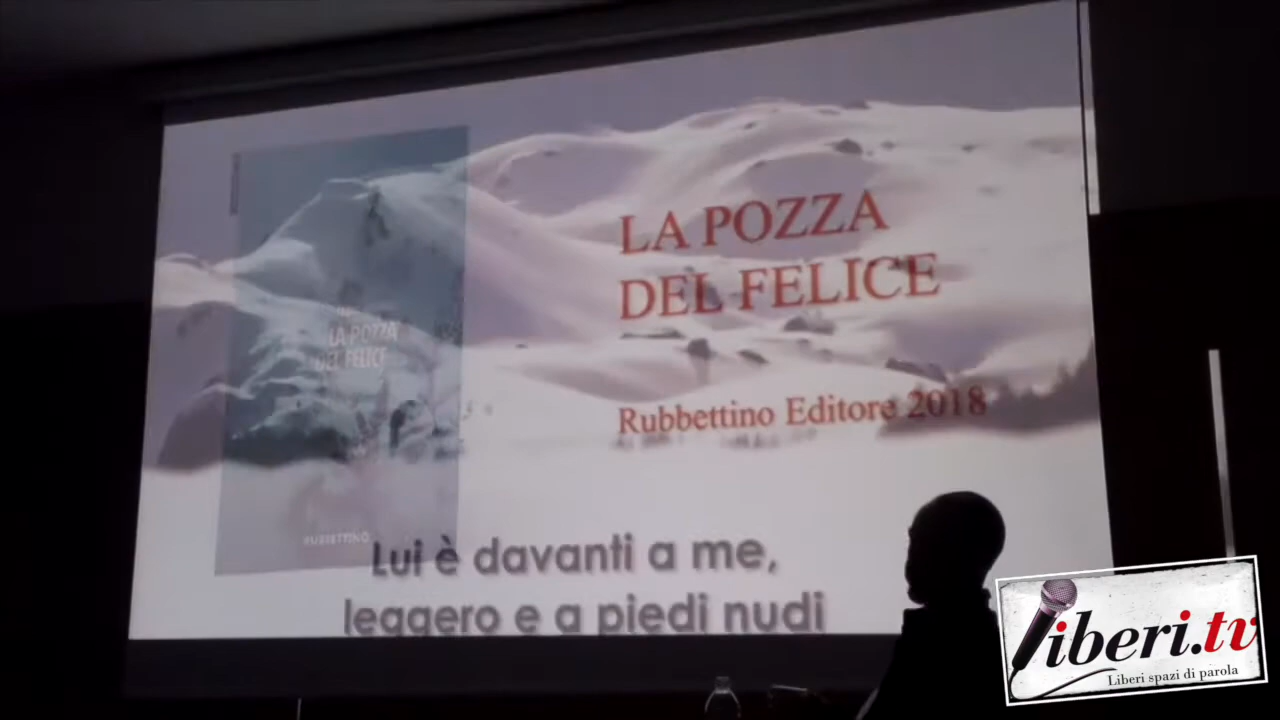 LA POZZA
DEL FELICE
Rubbettino Editore 2018
LA POZZA
DEL FELICE
RUBBETTINO
Lui è davanti a me,
leggero e a piedi nudi
liberi.tv
Liberi spazi di parola